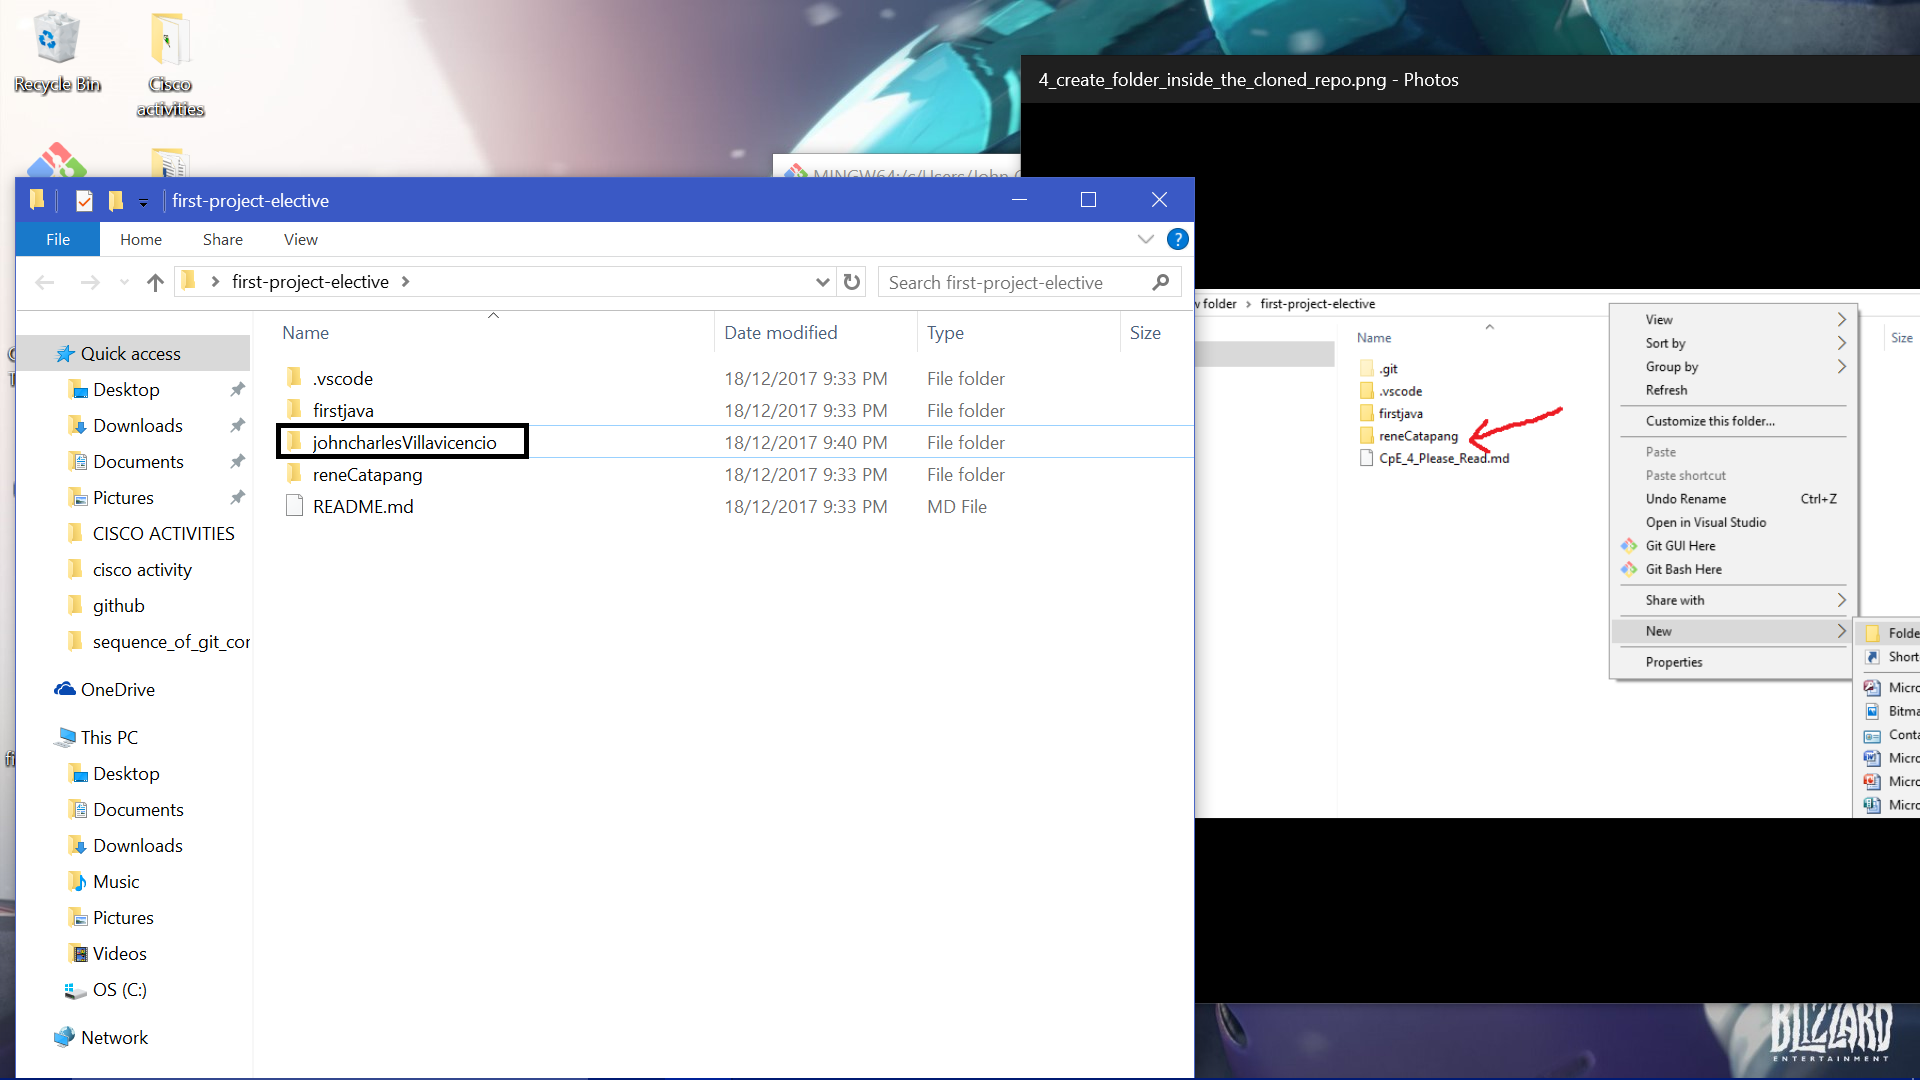 Recycle Bin
Cisco
activities
4_create_folder_inside_the_cloned_repo.png - Photos
MINGW64:/c/Users/John
first-project-elective
File
Home
Share
View
first-project-elective
Search first-project-elective
Name
Date modified
Type
Size
Quick access
Desktop
Downloads
Documents
Pictures
CISCO ACTIVITIES
cisco activity
github
sequence_of_git_cor
OneDrive
This PC
Desktop
Documents
Downloads
Music
Pictures
Videos
OS (C:)
Network
.vscode 18/12/2017 9:33 PM File folder
firstjava 18/12/2017 9:33 PM File folder
johncharlesVillavicencio 18/12/2017 9:40 PM File folder
reneCatapang 18/12/2017 9:33 PM File folder
README.md 18/12/2017 9:33 PM MD File
folder > first-project-elective
Name
Size
.git
.vscode
firstjava
reneCatapang
CpE_4_Please_Read.md
View
Sort by
Group by
Refresh
Customize this folder...
Paste
Paste shortcut
Undo Rename Ctrl+Z
Open in Visual Studio
Git GUI Here
Git Bash Here
Share with
New
Properties
Folde
Short
Micro
Bitma
Conta
Micro
Micro
Micro
BLIZZARD
ENTERTAINMENT